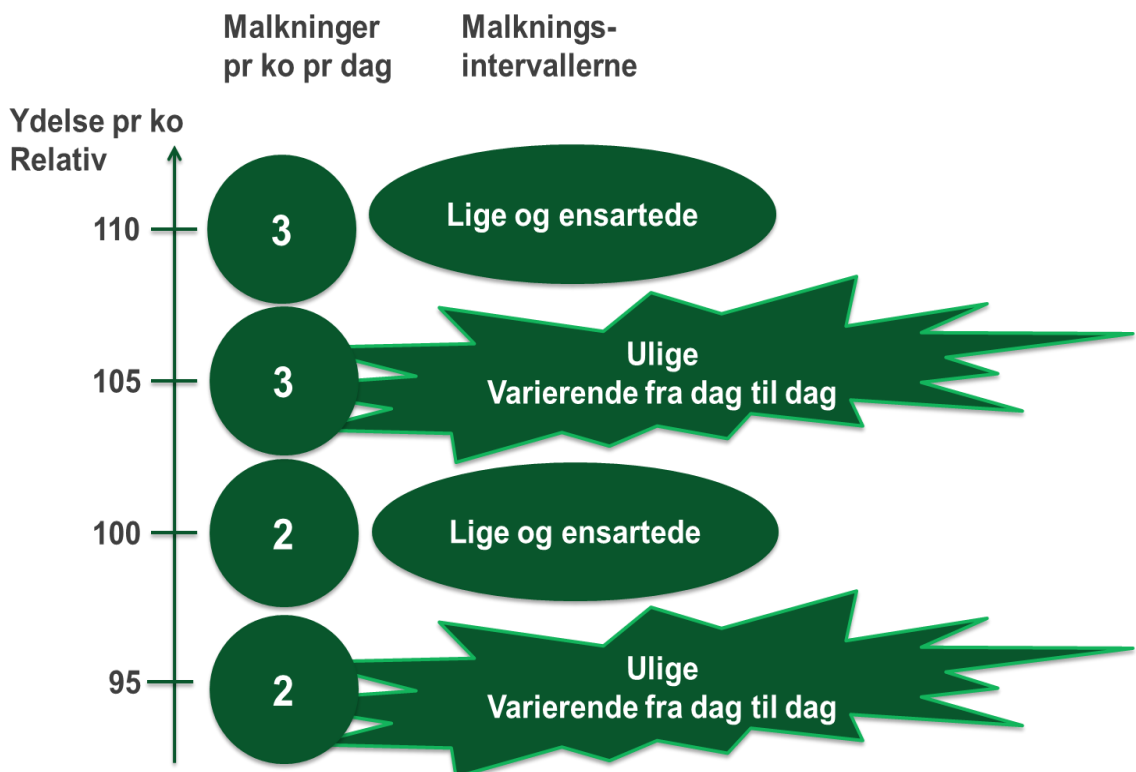 Malkninger
pr ko pr dag
Malknings-
intervallerne
Ydelse pr ko
Relativ
110
3
Lige og ensartede
105
3
Ulige
Varierende fra dag til dag
100
2
Lige og ensartede
95
2
Ulige
Varierende fra dag til dag